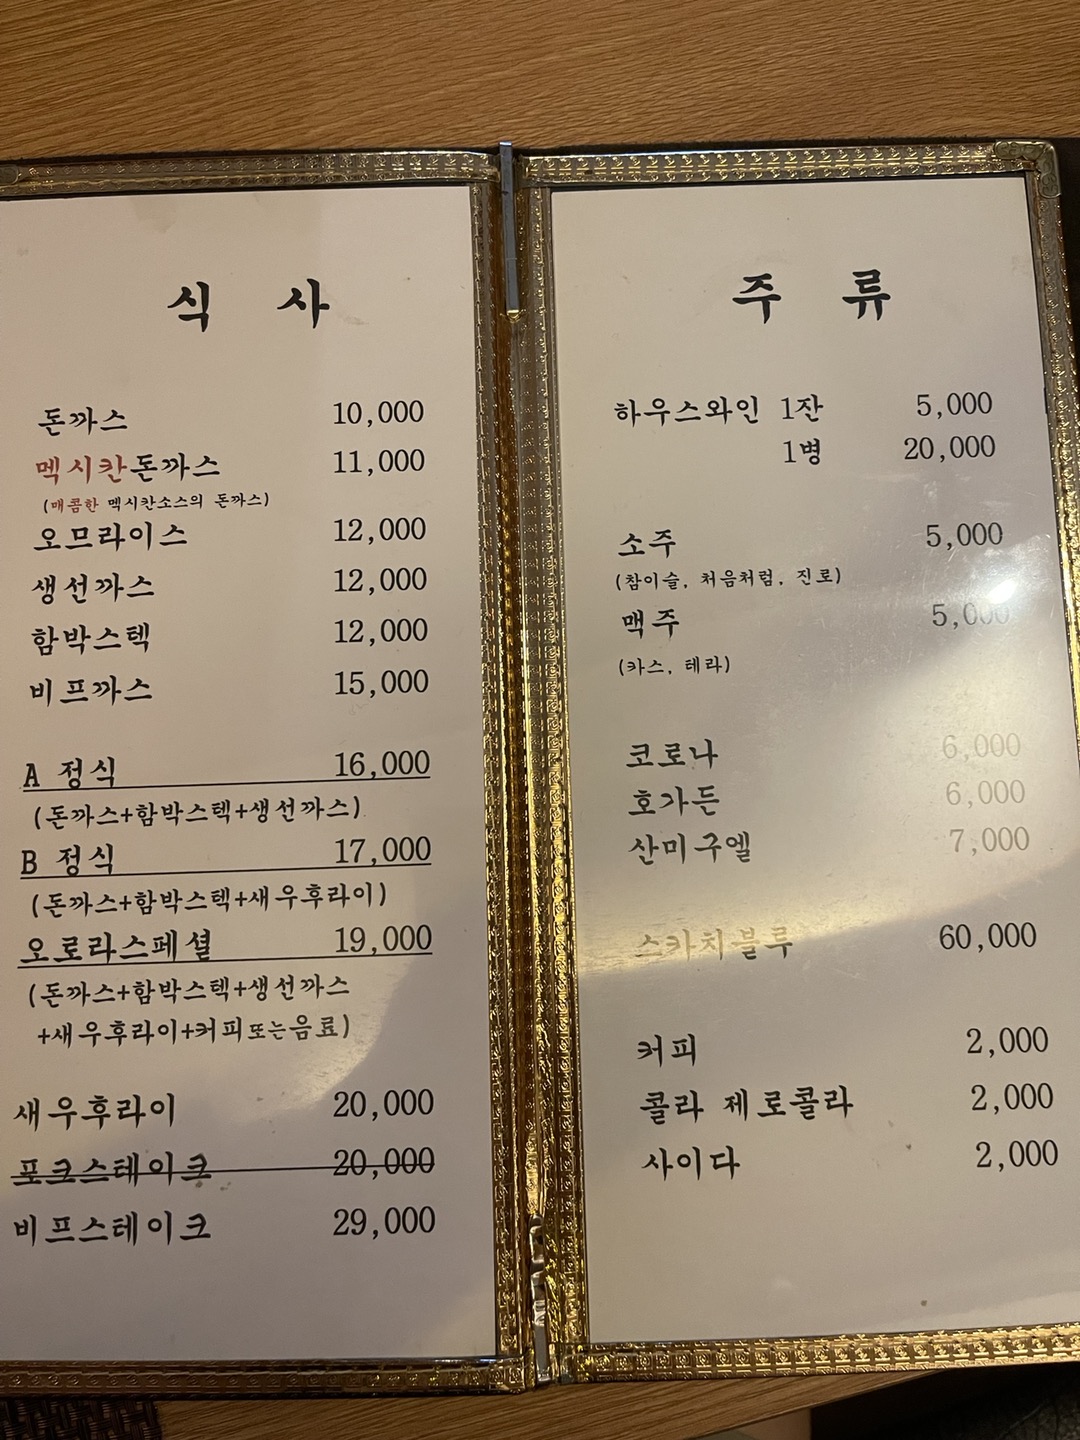 식 사
돈까스 10,000
멕시칸돈까스 11,000
(매콤한 멕시칸소스의 돈까스)
오므라이스 12,000
생선까스 12,000
함박스텍 12,000
비프까스 15,000
A 정식 16,000
(돈까스+함박스텍+생선까스)
B 정식 17,000
(돈까스+함박스텍+새우후라이)
오로라스페셜 19,000
(돈까스+함박스텍+생선까스
+새우후라이+커피또는음료)
새우후라이 20,000
포크스테이크 20,000
비프스테이크 29,000
주 류
하우스와인 1잔 5,000
1병 20,000
소주 5,000
(참이슬, 처음처럼, 진로)
맥주 5,000
(카스, 테라)
코로나 6,000
호가든 6,000
산미구엘 7,000
스카치블루 60,000
커피 2,000
콜라 제로콜라 2,000
사이다 2,000